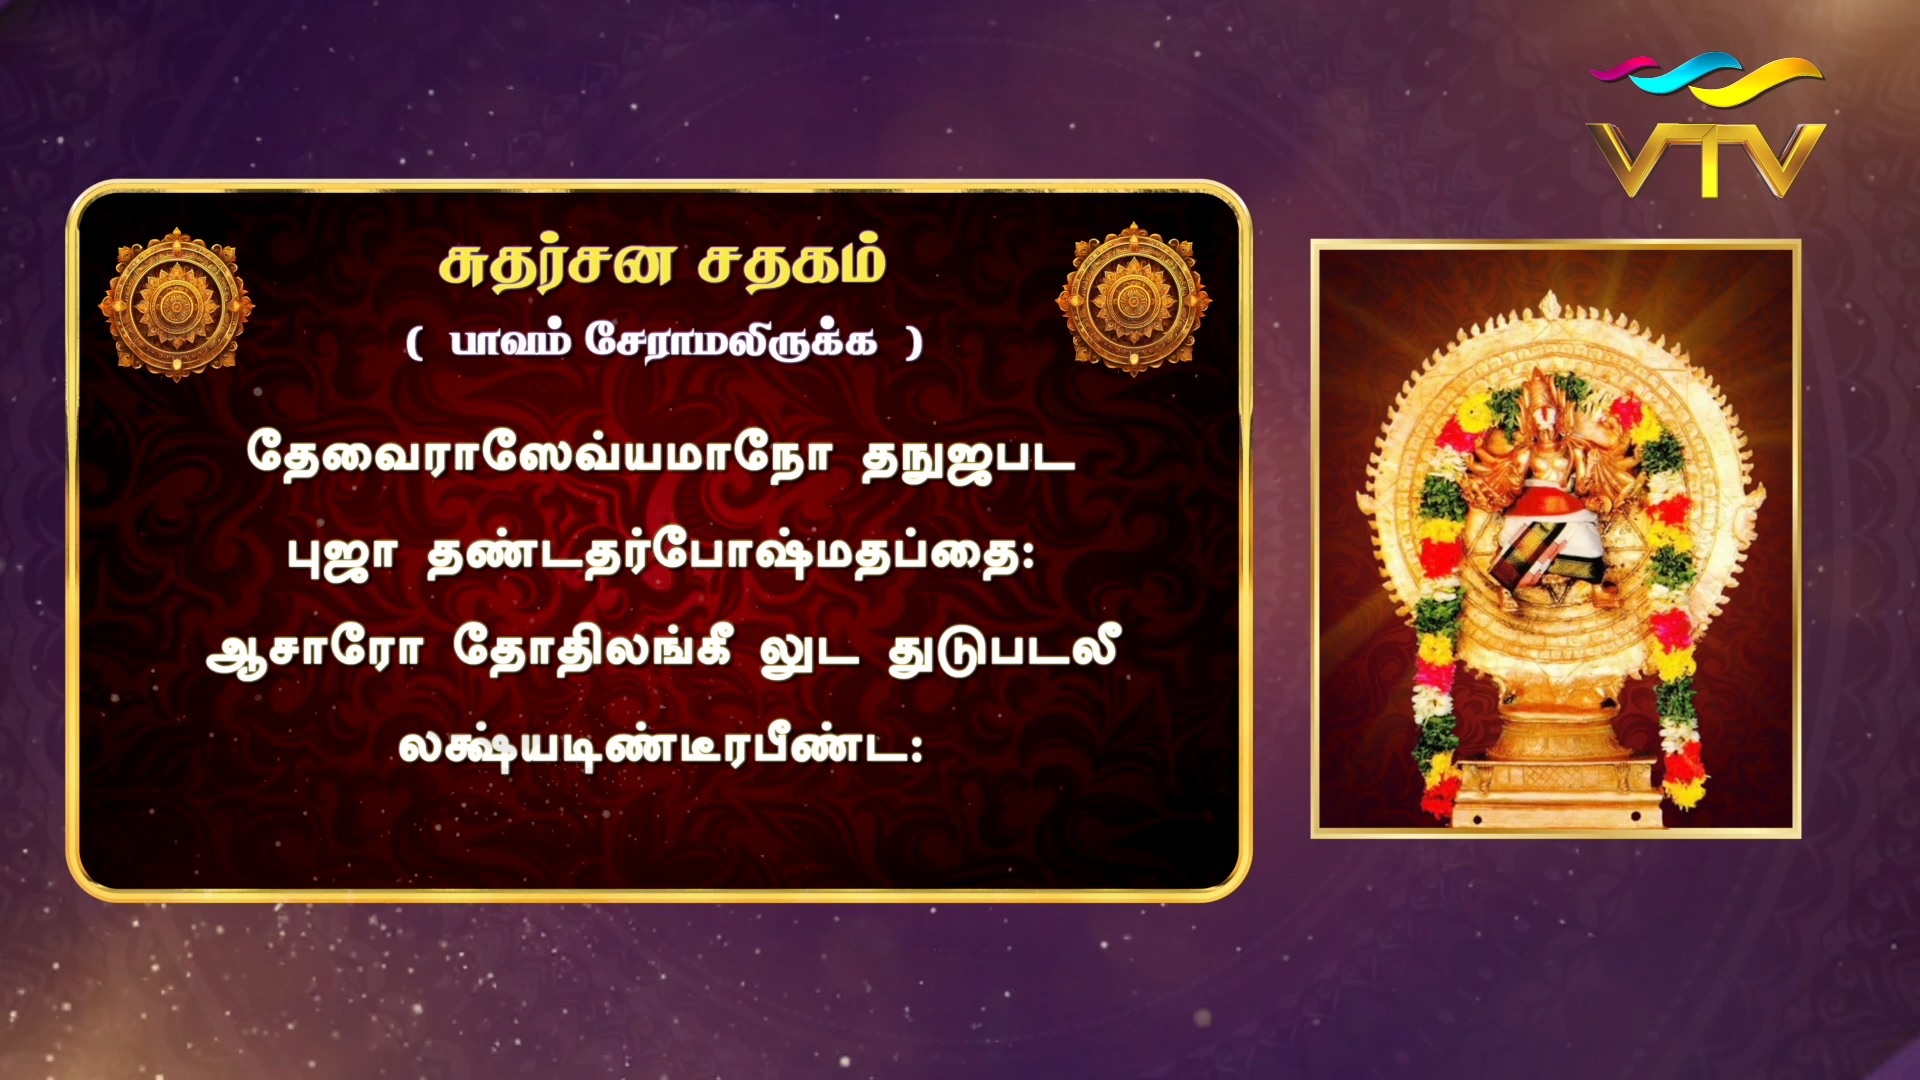 VTV
சுதர்சன சதகம்
( பாவம் சேராமலிருக்க )
தேவைராஸேவ்யமாநோ தநுஜபட
புஜா தண்டதர்போஷ்மதப்தை:
ஆசாரோ தோதிலங்கீ லுட துடுபடலீ
லக்ஷ்யடிண்டீரபீண்ட: